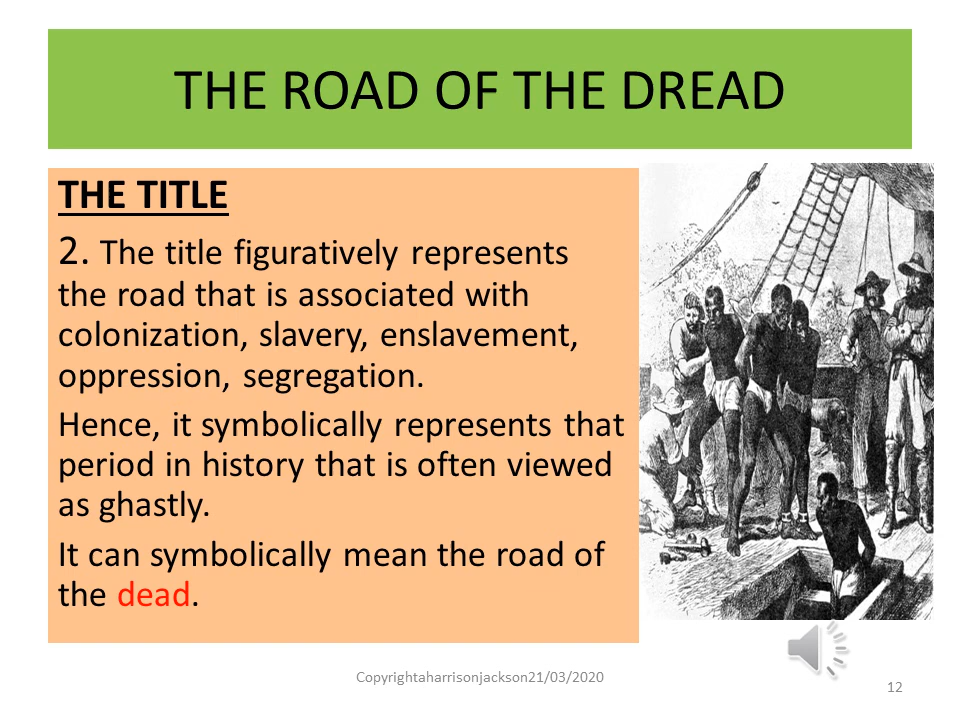 THE ROAD OF THE DREAD
THE TITLE
2. The title figuratively represents
the road that is associated with
colonization, slavery, enslavement,
oppression, segregation.
Hence, it symbolically represents that
period in history that is often viewed
as ghastly.
It can symbolically mean the road of
the dead.
Copyrightaharrisonjackson21/03/2020
12